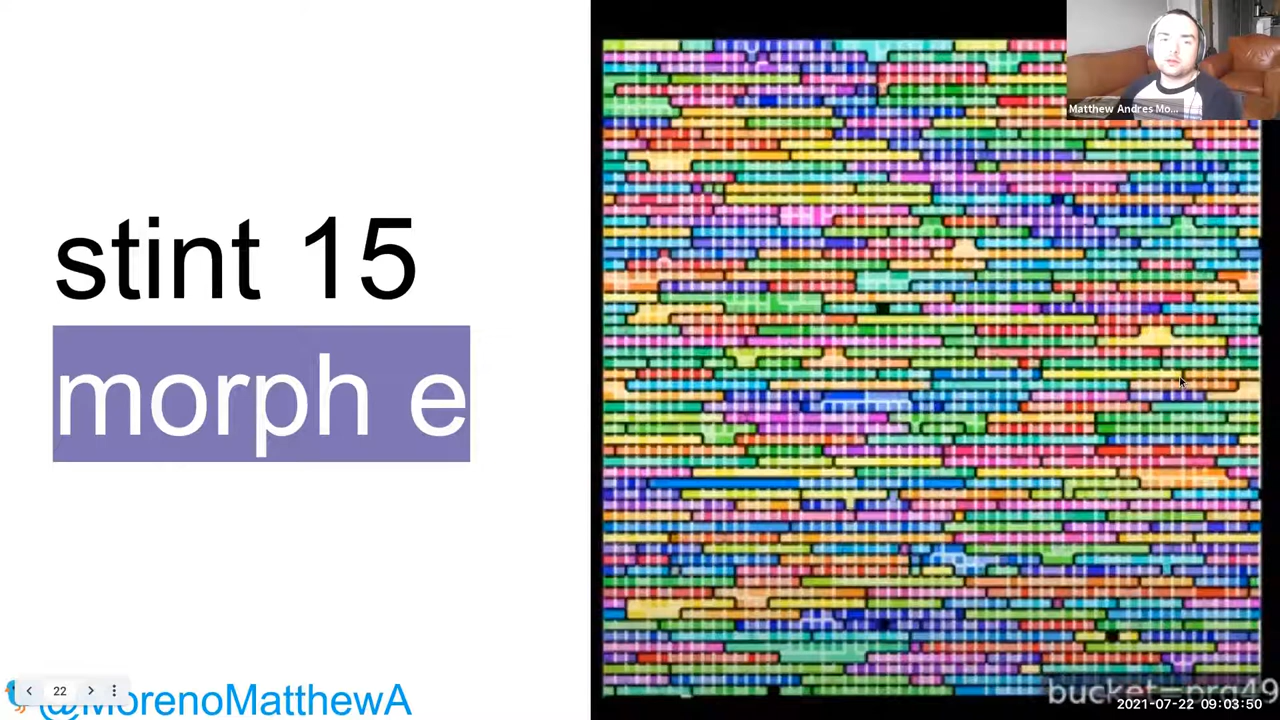 stint 15
morph e
Matthew Andres Mo...
22
@MorenoMatthewA
bucket=prq49
2021-07-22 09:03:50